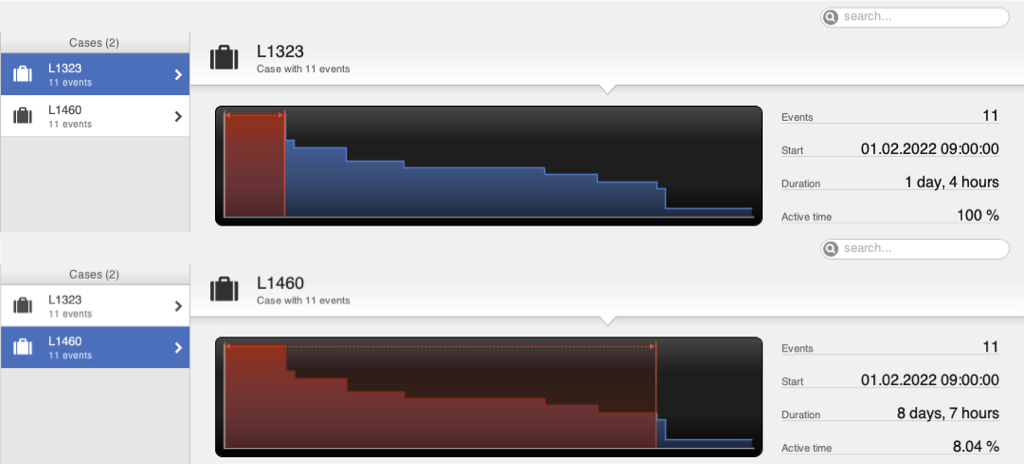 search...
Cases (2)
L1323
11 events
L1460
11 events
L1323
Case with 11 events
Events 11
Start 01.02.2022 09:00:00
Duration 1 day, 4 hours
Active time 100 %
search...
Cases (2)
L1323
11 events
L1460
11 events
L1460
Case with 11 events
Events 11
Start 01.02.2022 09:00:00
Duration 8 days, 7 hours
Active time 8.04 %